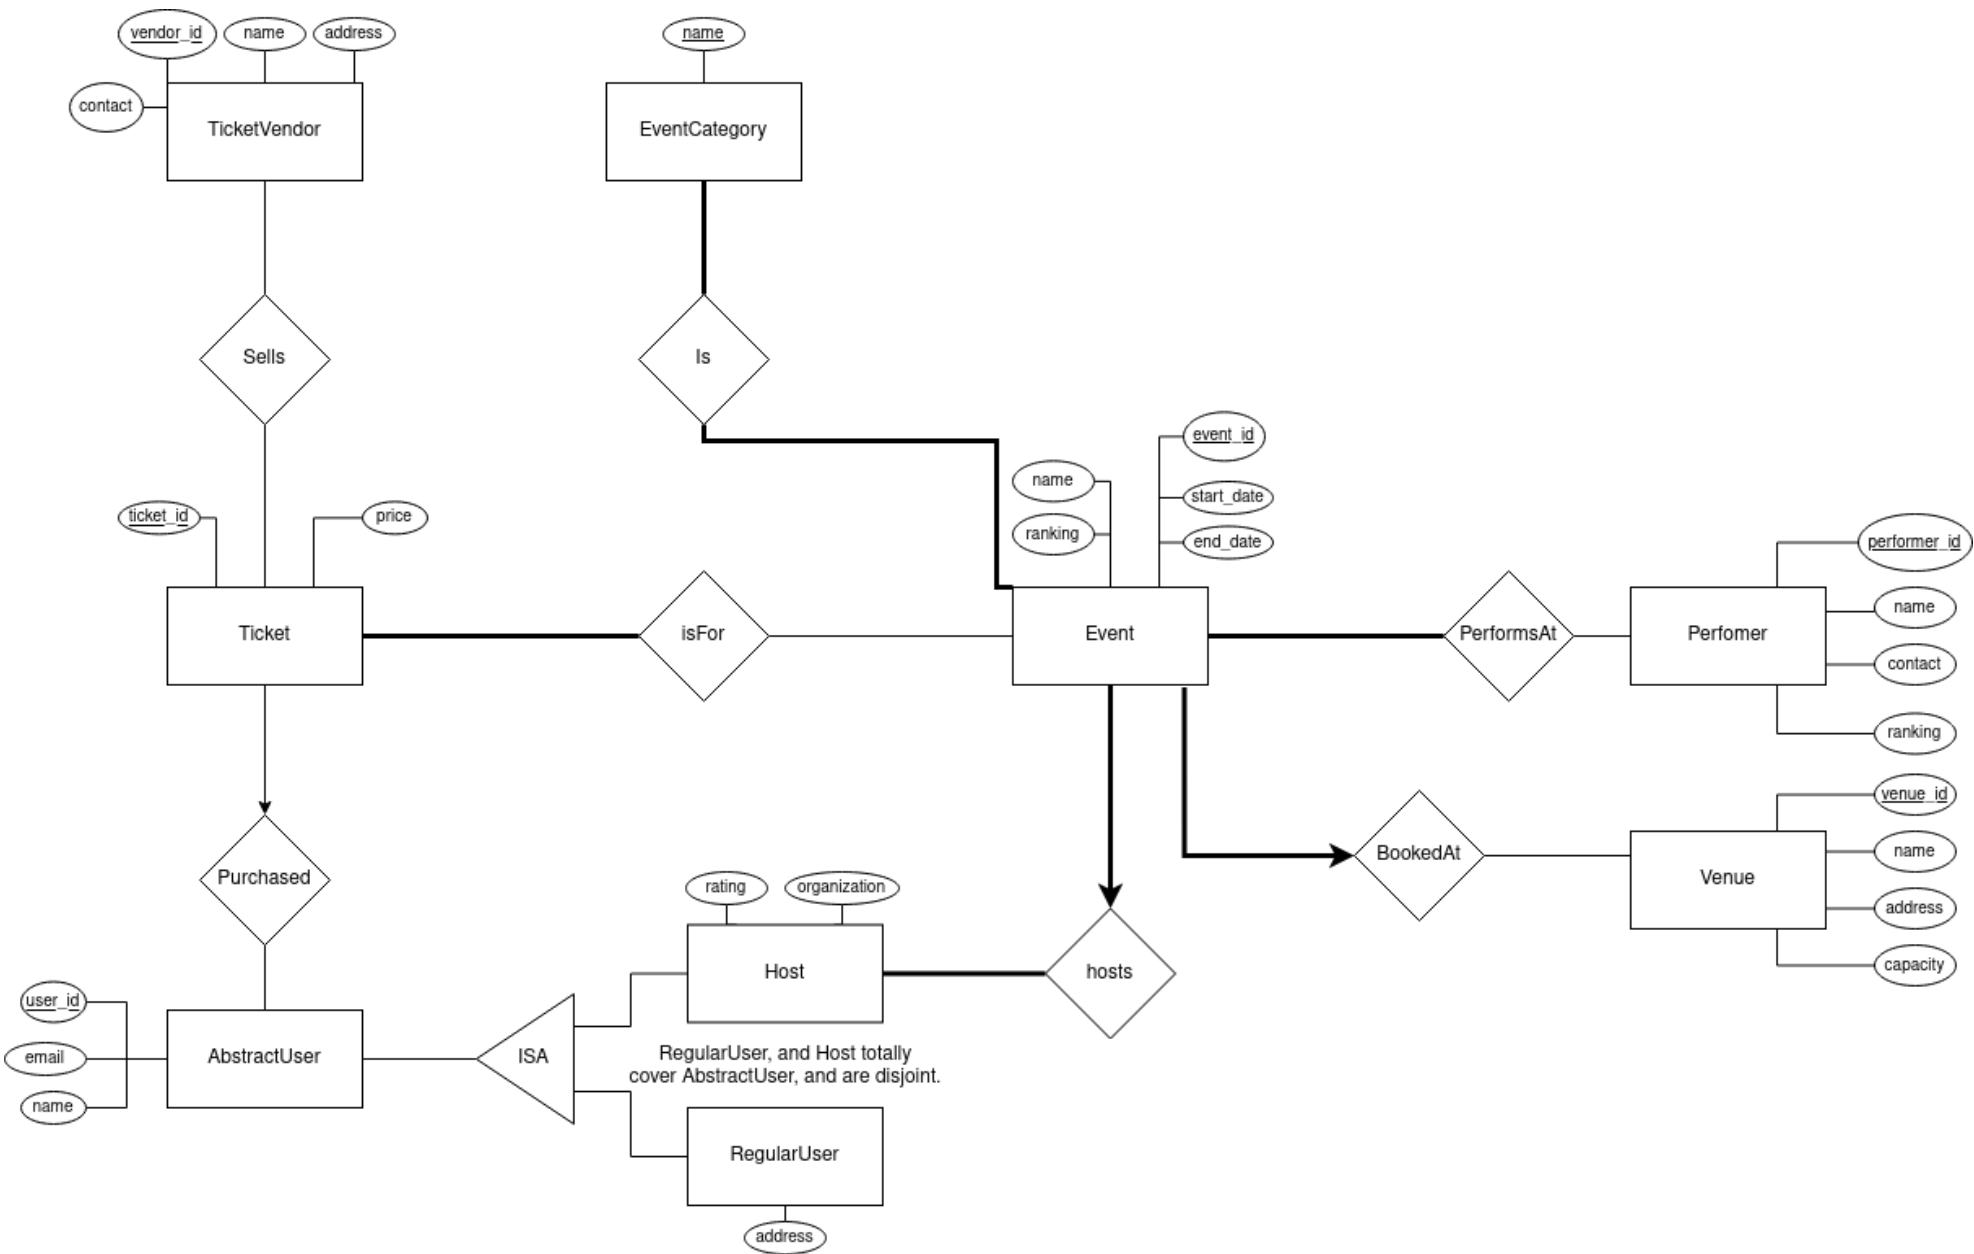 vendor_id
name
address
name
contact
TicketVendor
EventCategory
Sells
Is
event_id
name
start_date
ranking
end_date
ticket_id
price
performer_id
name
Ticket
isFor
Event
PerformsAt
Perfomer
contact
ranking
venue_id
BookedAt
name
Purchased
Venue
rating
organization
address
Host
hosts
capacity
user_id
email
AbstractUser
ISA
RegularUser, and Host totally
cover AbstractUser, and are disjoint.
name
RegularUser
address